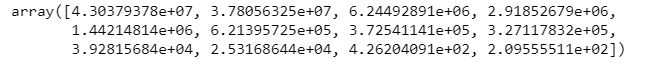 array([4.30379378e+07, 3.78056325e+07, 6.24492891e+06, 2.91852679e+06,
1.44214814e+06, 6.21395725e+05, 3.72541141e+05, 3.27117832e+05,
3.92815684e+04, 2.53168644e+04, 4.26204091e+02, 2.09555511e+02])